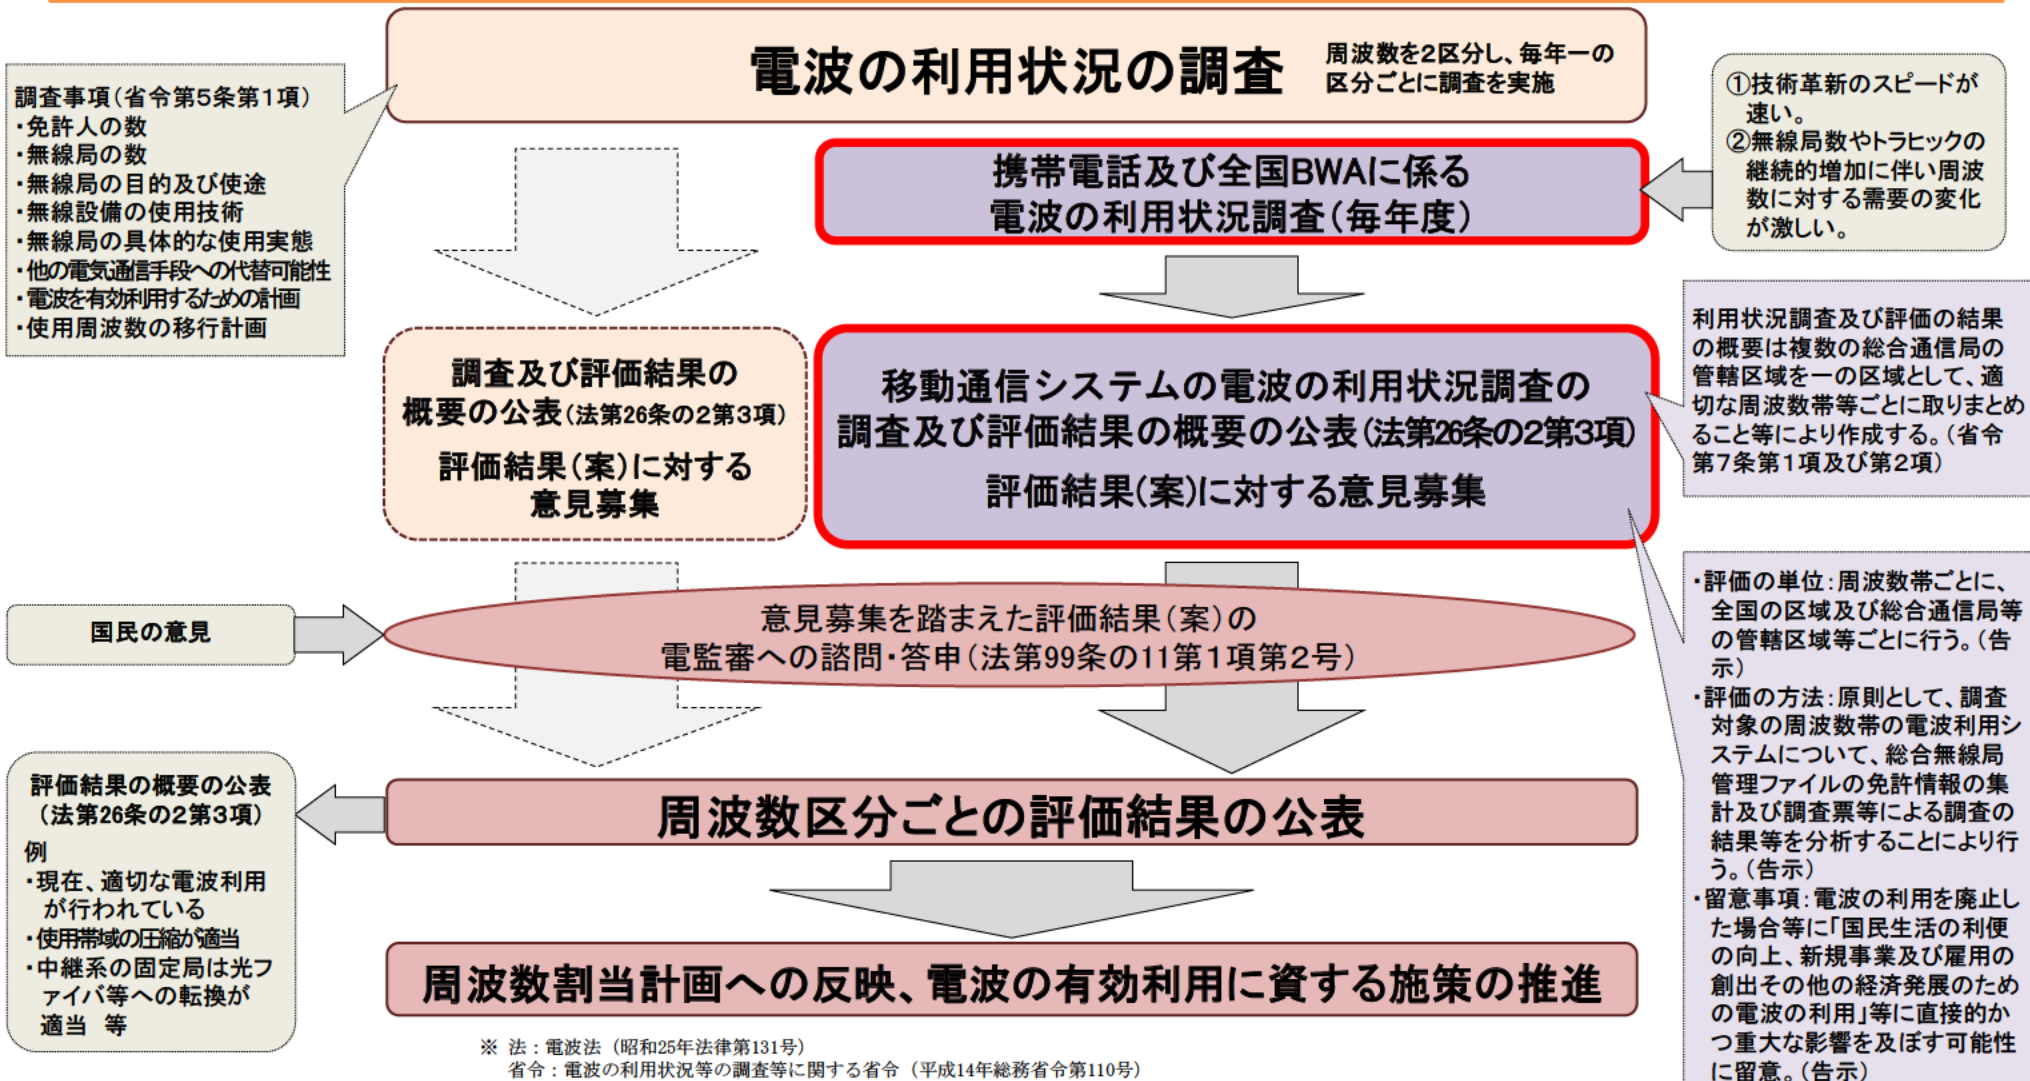 電波の利用状況の調査
周波数を2区分し、毎年一の
区分ごとに調査を実施
調査事項(省令第5条第1項)
・免許人の数
・無線局の数
・無線局の目的及び使途
・無線設備の使用技術
・無線局の具体的な使用実態
・他の電気通信手段への代替可能性
・電波を有効利用するための計画
・使用周波数の移行計画
携帯電話及び全国BWAに係る
電波の利用状況調査(毎年度)
①技術革新のスピードが
速い。
②無線局数やトラヒックの
継続的増加に伴い周波
数に対する需要の変化
が激しい。
調査及び評価結果の
概要の公表(法第26条の2第3項)
評価結果(案)に対する
意見募集
移動通信システムの電波の利用状況調査の
調査及び評価結果の概要の公表(法第26条の2第3項)
評価結果(案)に対する意見募集
利用状況調査及び評価の結果
の概要は複数の総合通信局の
管轄区域を一の区域として、適
切な周波数帯等ごとに取りまとめ
ること等により作成する。(省令
第7条第1項及び第2項)
国民の意見
意見募集を踏まえた評価結果(案)の
電監審への諮問・答申(法第99条の11第1項第2号)
・評価の単位:周波数帯ごとに、
全国の区域及び総合通信局等
の管轄区域等ごとに行う。(告
示)
・評価の方法:原則として、調査
対象の周波数帯の電波利用シ
ステムについて、総合無線局
管理ファイルの免許情報の集
計及び調査票等による調査の
結果等を分析することにより行
う。(告示)
・留意事項:電波の利用を廃止し
た場合等に「国民生活の利便
の向上、新規事業及び雇用の
創出その他の経済発展のため
の電波の利用」等に直接的か
つ重大な影響を及ぼす可能性
に留意。(告示)
評価結果の概要の公表
(法第26条の2第3項)
例
・現在、適切な電波利用
が行われている
・使用帯域の圧縮が適当
・中継系の固定局は光フ
ァイバ等への転換が
適当 等
周波数区分ごとの評価結果の公表
周波数割当計画への反映、電波の有効利用に資する施策の推進
※ 法:電波法(昭和25年法律第131号)
省令:電波の利用状況等の調査等に関する省令(平成14年総務省令第110号)